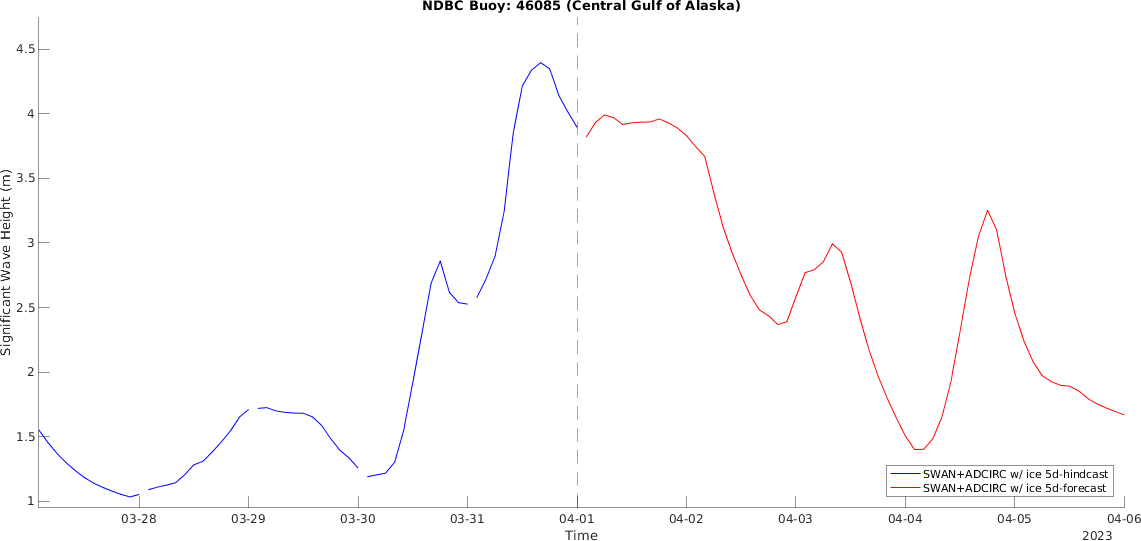 NDBC Buoy: 46085 (Central Gulf of Alaska)
4.5
4
3.5
3
2.5
2
1.5
1
Significant Wave Height (m)
03-28 03-29 03-30 03-31 04-01 04-02 04-03 04-04 04-05 04-06
Time
2023
SWAN+ADCIRC w/ ice 5d-hindcast
SWAN+ADCIRC w/ ice 5d-forecast